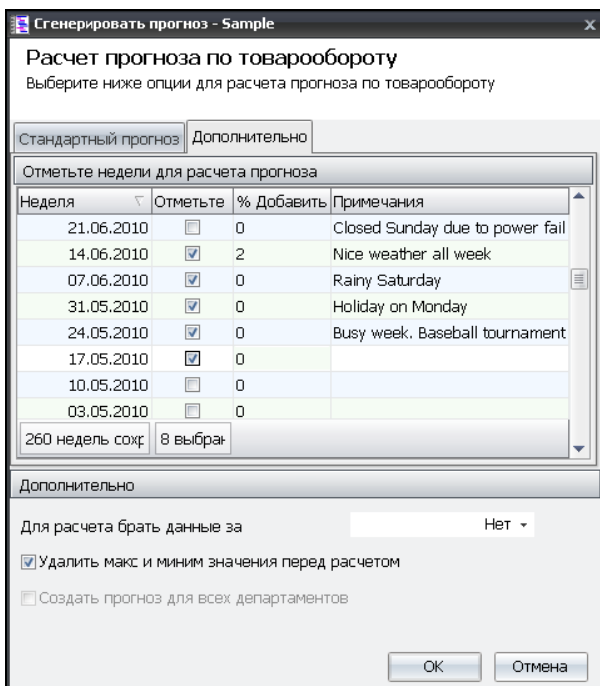 Сгенерировать прогноз - Sample
Расчет прогноза по товарообороту
Выберите ниже опции для расчета прогноза по товарообороту
Стандартный прогноз Дополнительно
Отметьте недели для расчета прогноза
Неделя Отметьте % Добавить Примечания
21.06.2010 0 Closed Sunday due to power fail
14.06.2010 2 Nice weather all week
07.06.2010 0 Rainy Saturday
31.05.2010 0 Holiday on Monday
24.05.2010 0 Busy week. Baseball tournament
17.05.2010 0
10.05.2010 0
03.05.2010 0
260 недель сохр 8 выбран
Дополнительно
Для расчета брать данные за Нет
Удалить макс и миним значения перед расчетом
Создать прогноз для всех департаментов
OK Отмена